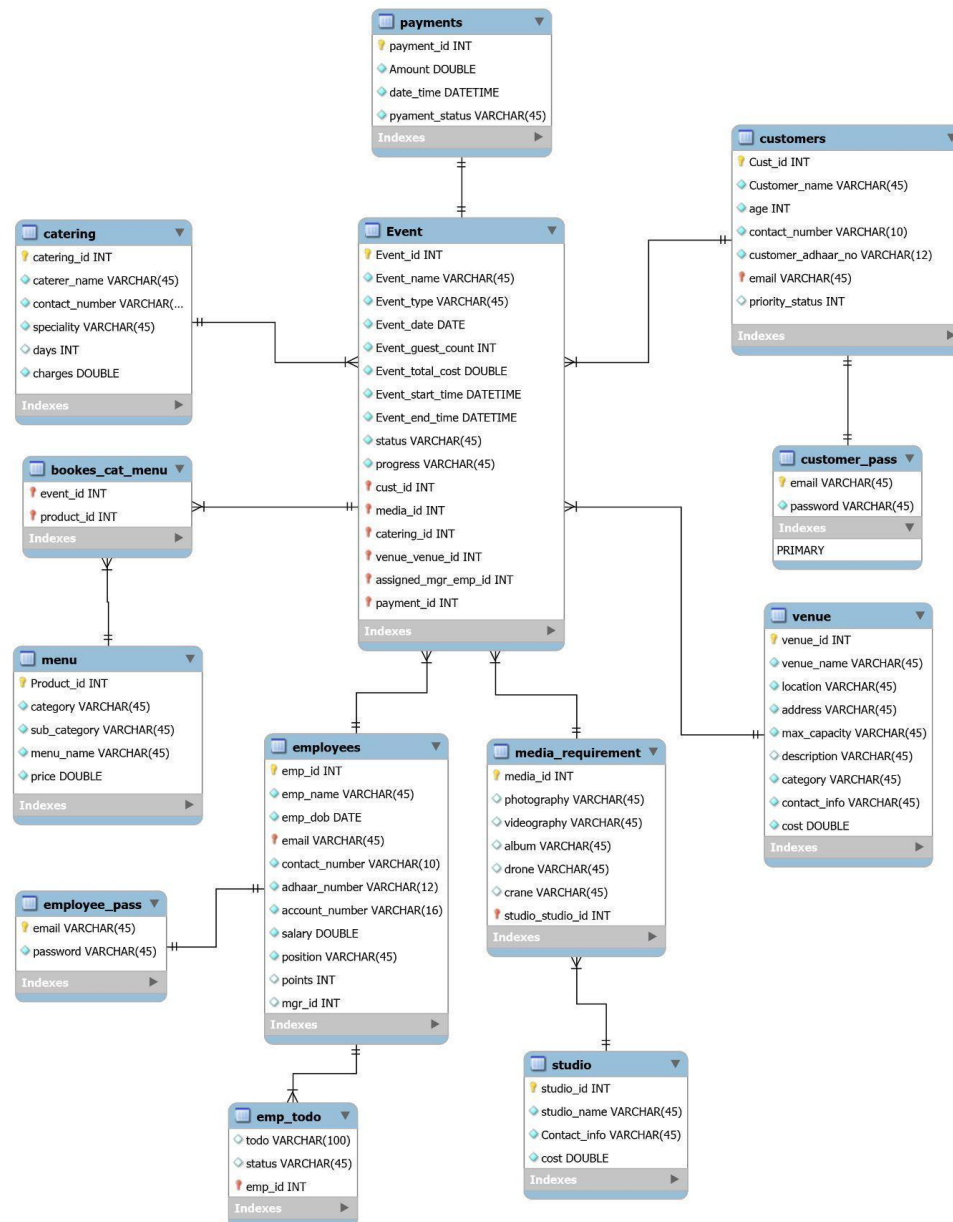 payments
payment_id INT
Amount DOUBLE
date_time DATETIME
pyament_status VARCHAR(45)
Indexes
customers
Cust_id INT
Customer_name VARCHAR(45)
age INT
contact_number VARCHAR(10)
customer_adhaar_no VARCHAR(12)
email VARCHAR(45)
priority_status INT
Indexes
catering
catering_id INT
caterer_name VARCHAR(45)
contact_number VARCHAR(...
speciality VARCHAR(45)
days INT
charges DOUBLE
Indexes
Event
Event_id INT
Event_name VARCHAR(45)
Event_type VARCHAR(45)
Event_date DATE
Event_guest_count INT
Event_total_cost DOUBLE
Event_start_time DATETIME
Event_end_time DATETIME
status VARCHAR(45)
progress VARCHAR(45)
cust_id INT
media_id INT
catering_id INT
venue_venue_id INT
assigned_mgr_emp_id INT
payment_id INT
Indexes
customer_pass
email VARCHAR(45)
password VARCHAR(45)
Indexes
PRIMARY
bookes_cat_menu
event_id INT
product_id INT
Indexes
venue
venue_id INT
venue_name VARCHAR(45)
location VARCHAR(45)
address VARCHAR(45)
max_capacity VARCHAR(45)
description VARCHAR(45)
category VARCHAR(45)
contact_info VARCHAR(45)
cost DOUBLE
Indexes
menu
Product_id INT
category VARCHAR(45)
sub_category VARCHAR(45)
menu_name VARCHAR(45)
price DOUBLE
Indexes
employees
emp_id INT
emp_name VARCHAR(45)
emp_dob DATE
email VARCHAR(45)
contact_number VARCHAR(10)
adhaar_number VARCHAR(12)
account_number VARCHAR(16)
salary DOUBLE
position VARCHAR(45)
points INT
mgr_id INT
Indexes
media_requirement
media_id INT
photography VARCHAR(45)
videography VARCHAR(45)
album VARCHAR(45)
drone VARCHAR(45)
crane VARCHAR(45)
studio_studio_id INT
Indexes
employee_pass
email VARCHAR(45)
password VARCHAR(45)
Indexes
studio
studio_id INT
studio_name VARCHAR(45)
Contact_info VARCHAR(45)
cost DOUBLE
Indexes
emp_todo
todo VARCHAR(100)
status VARCHAR(45)
emp_id INT
Indexes